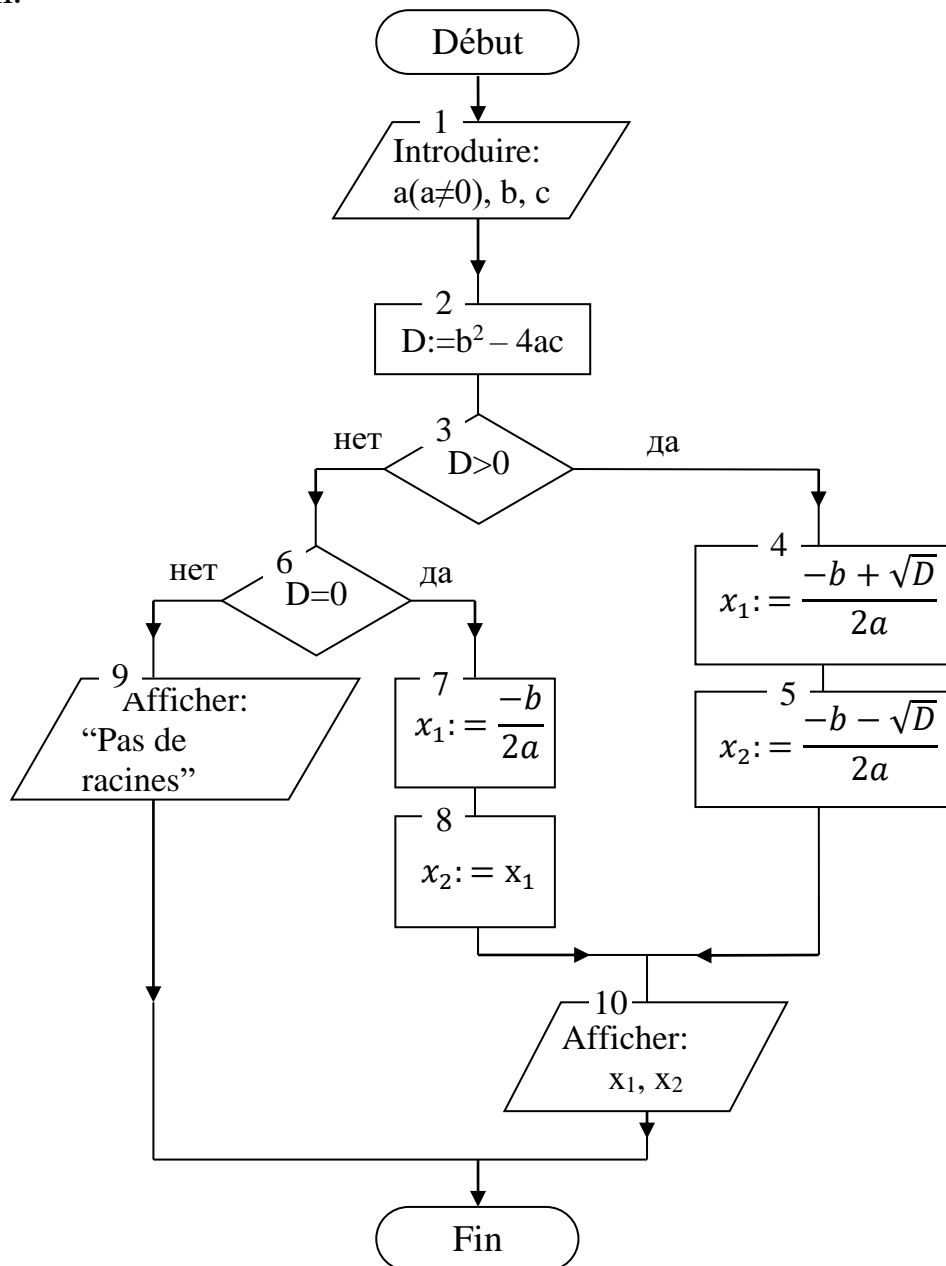 Début
1
Introduire:
a(a≠0), b, c
2
D:=b² – 4ac
3
нет
D>0
да
6
нет
D=0
да
4
x₁: = (−b + √D) / 2a
5
x₂: = (−b − √D) / 2a
9
Afficher:
“Pas de
racines”
7
x₁: = −b / 2a
8
x₂: = x₁
10
Afficher:
x₁, x₂
Fin